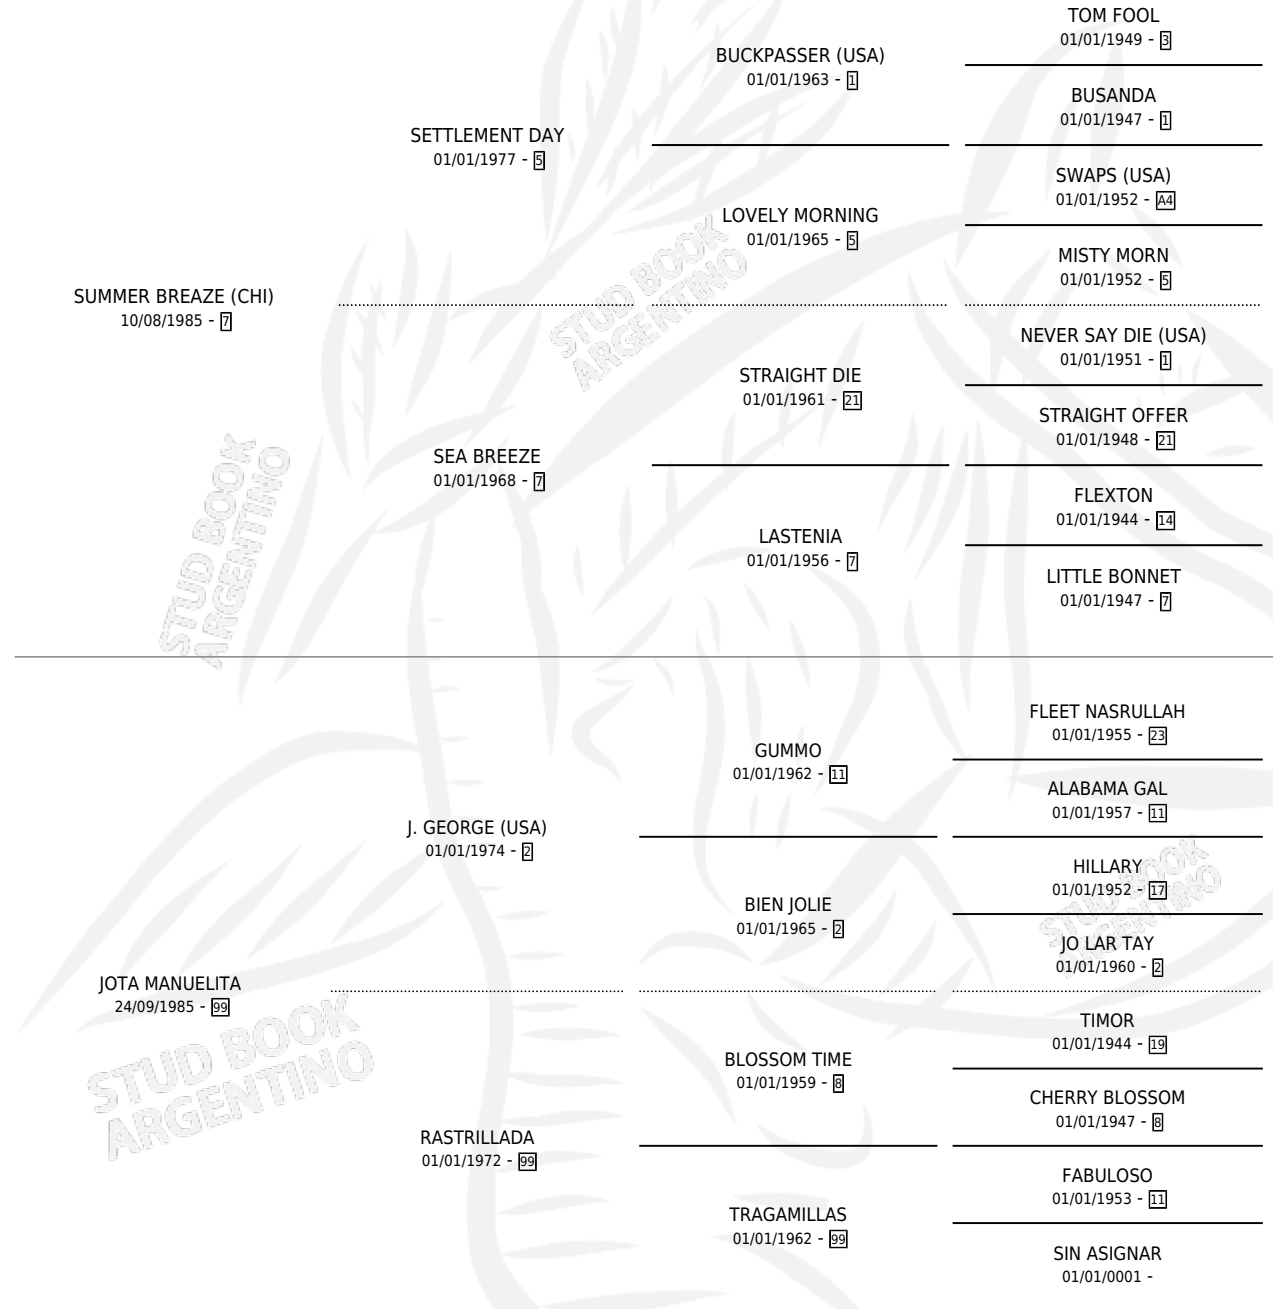 TOM FOOL
01/01/1949 - 3
BUCKPASSER (USA)
01/01/1963 - 1
BUSANDA
01/01/1947 - 1
SETTLEMENT DAY
01/01/1977 - 5
SWAPS (USA)
01/01/1952 - A4
LOVELY MORNING
01/01/1965 - 5
MISTY MORN
01/01/1952 - 5
SUMMER BREAZE (CHI)
10/08/1985 - 7
NEVER SAY DIE (USA)
01/01/1951 - 1
STRAIGHT DIE
01/01/1961 - 21
STRAIGHT OFFER
01/01/1948 - 21
SEA BREEZE
01/01/1968 - 7
FLEXTON
01/01/1944 - 14
LASTENIA
01/01/1956 - 7
LITTLE BONNET
01/01/1947 - 7
FLEET NASRULLAH
01/01/1955 - 23
GUMMO
01/01/1962 - 11
ALABAMA GAL
01/01/1957 - 11
J. GEORGE (USA)
01/01/1974 - 2
HILLARY
01/01/1952 - 17
BIEN JOLIE
01/01/1965 - 2
JO LAR TAY
01/01/1960 - 2
JOTA MANUELITA
24/09/1985 - 99
TIMOR
01/01/1944 - 19
BLOSSOM TIME
01/01/1959 - 8
CHERRY BLOSSOM
01/01/1947 - 8
RASTRILLADA
01/01/1972 - 99
FABULOSO
01/01/1953 - 11
TRAGAMILLAS
01/01/1962 - 99
SIN ASIGNAR
01/01/0001 -
STUD BOOK
ARGENTINO
STUD BOOK
ARGENTINO
STUD BOOK
ARGENTINO
STUD BOOK
ARGENTINO